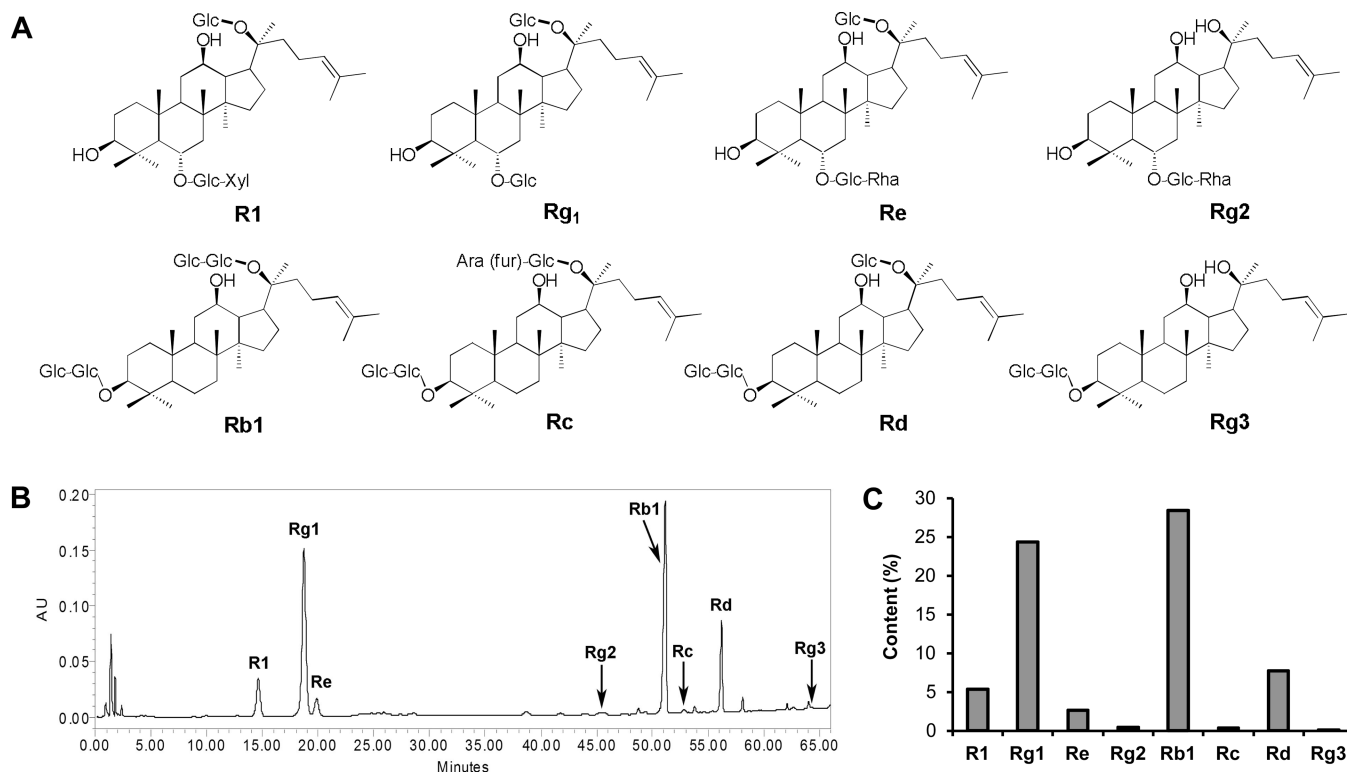 A
Glc O OH HO O-Glc-Xyl
R1
Glc O OH HO O-Glc
Rg₁
Glc O OH HO O-Glc-Rha
Re
HO OH HO O-Glc-Rha
Rg2
Glc-Glc O OH Glc-Glc O
Rb1
Ara (fur)-Glc O OH Glc-Glc O
Rc
Glc O OH Glc-Glc O
Rd
HO OH Glc-Glc O
Rg3
B
AU
0.20
0.15
0.10
0.05
0.00
R1
Rg1
Re
Rg2
Rb1
Rc
Rd
Rg3
0.00 5.00 10.00 15.00 20.00 25.00 30.00 35.00 40.00 45.00 50.00 55.00 60.00 65.00
Minutes
C
Content (%)
30
25
20
15
10
5
0
R1 Rg1 Re Rg2 Rb1 Rc Rd Rg3